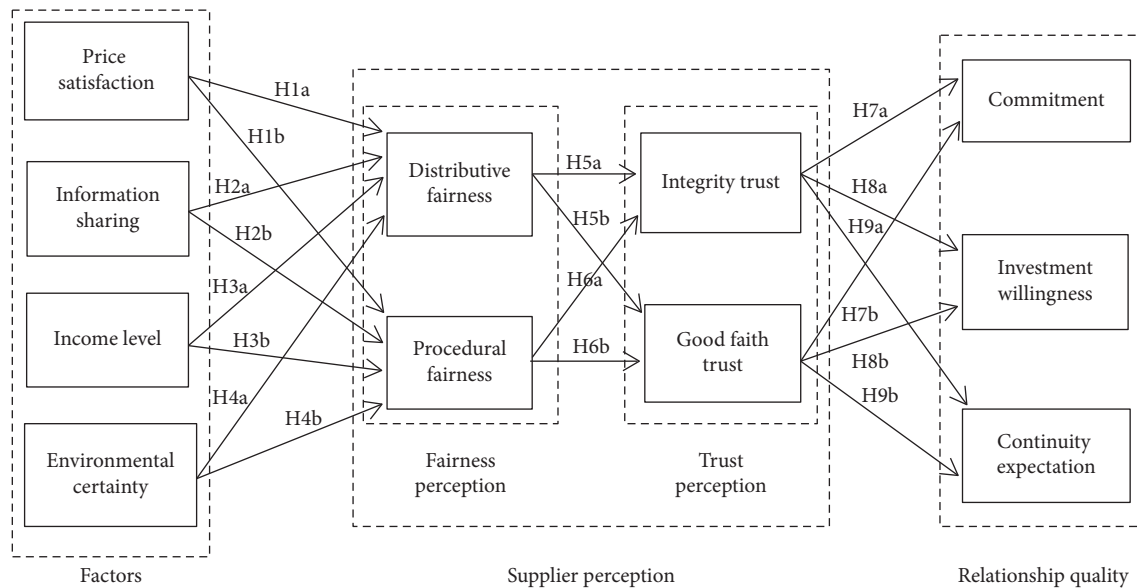 Price
satisfaction
Information
sharing
Income level
Environmental
certainty
Factors
H1a
H1b
H2a
H2b
H3a
H3b
H4a
H4b
Distributive
fairness
Procedural
fairness
Fairness
perception
H5a
H5b
H6a
H6b
Integrity trust
Good faith
trust
Trust
perception
Supplier perception
H7a
H8a
H9a
H7b
H8b
H9b
Commitment
Investment
willingness
Continuity
expectation
Relationship quality